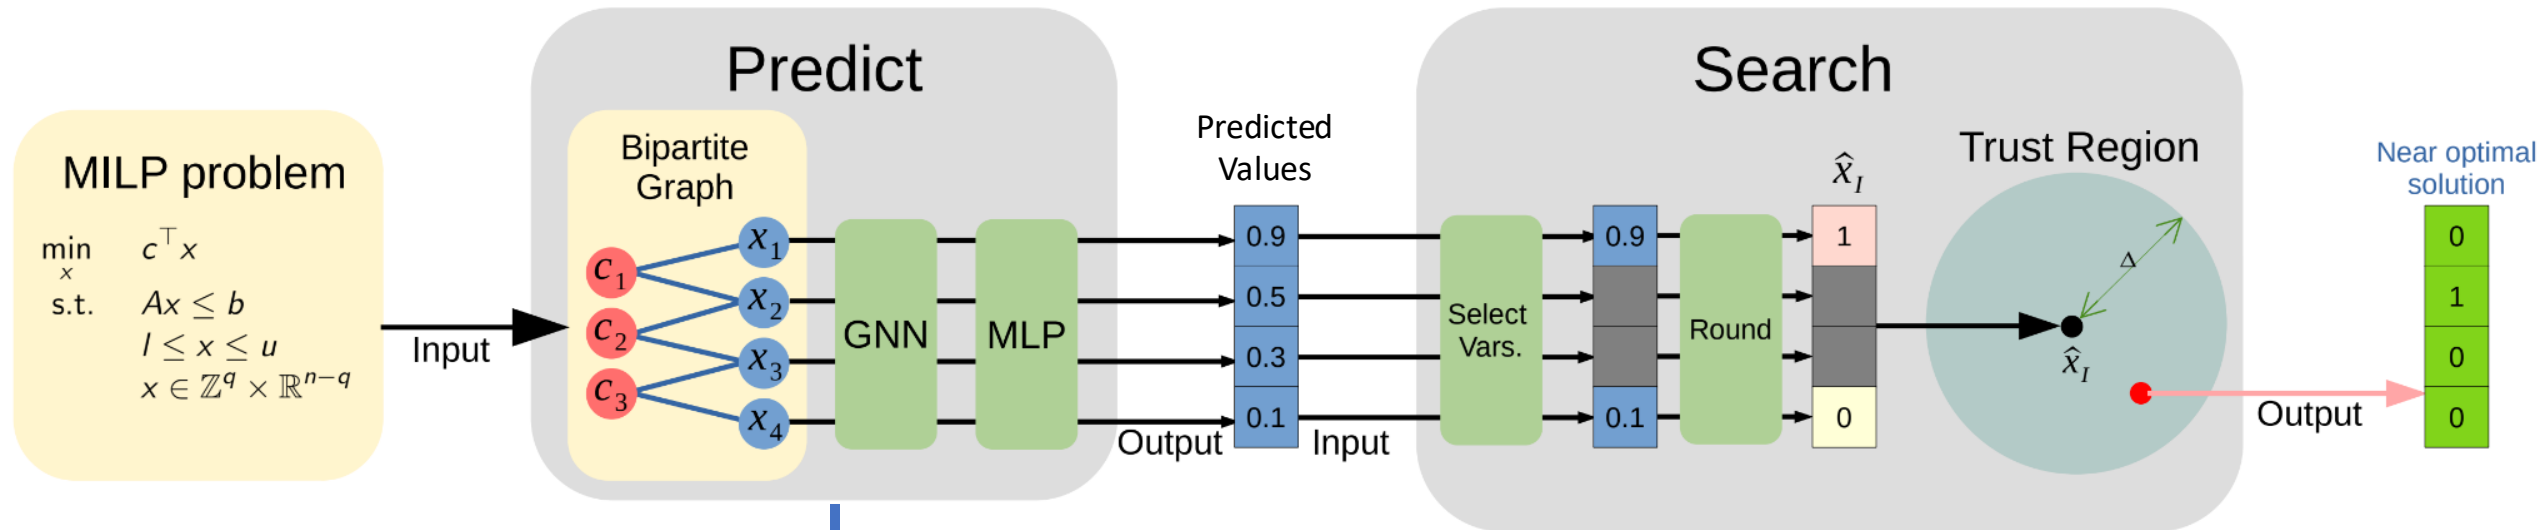 MILP problem
min
x
c⊤x
s.t.
Ax ≤ b
l ≤ x ≤ u
x ∈ ℤ^q × ℝ^{n−q}
Input
Predict
Bipartite
Graph
c₁
c₂
c₃
x₁
x₂
x₃
x₄
GNN
MLP
Output
Predicted
Values
0.9
0.5
0.3
0.1
Input
Search
Select
Vars.
0.9
0.1
Round
x̂_I
1
0
Trust Region
Δ
x̂_I
Output
Near optimal
solution
0
1
0
0